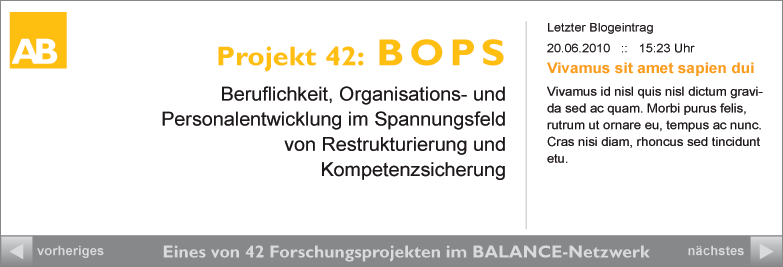 AB
Projekt 42: BOPS
Beruflichkeit, Organisations- und
Personalentwicklung im Spannungsfeld
von Restrukturierung und
Kompetenzsicherung
Letzter Blogeintrag
20.06.2010 :: 15:23 Uhr
Vivamus sit amet sapien dui
Vivamus id nisl quis nisl dictum gravi-
da sed ac quam. Morbi purus felis,
rutrum ut ornare eu, tempus ac nunc.
Cras nisi diam, rhoncus sed tincidunt
etu.
vorheriges
Eines von 42 Forschungsprojekten im BALANCE-Netzwerk
nächstes